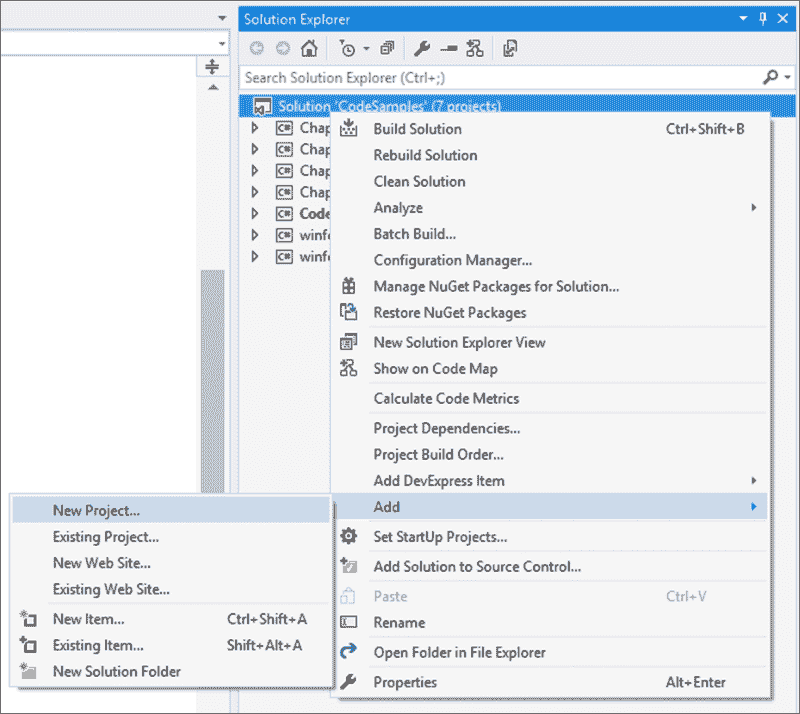 Solution Explorer
Search Solution Explorer (Ctrl+;)
Solution 'CodeSamples' (7 projects)
C# Chap
C# Chap
C# Chap
C# Chap
C# Code
C# winfo
C# winfo
Build Solution Ctrl+Shift+B
Rebuild Solution
Clean Solution
Analyze
Batch Build...
Configuration Manager...
Manage NuGet Packages for Solution...
Restore NuGet Packages
New Solution Explorer View
Show on Code Map
Calculate Code Metrics
Project Dependencies...
Project Build Order...
Add DevExpress Item
Add
Set StartUp Projects...
Add Solution to Source Control...
Paste Ctrl+V
Rename
Open Folder in File Explorer
Properties Alt+Enter
New Project...
Existing Project...
New Web Site...
Existing Web Site...
New Item... Ctrl+Shift+A
Existing Item... Shift+Alt+A
New Solution Folder